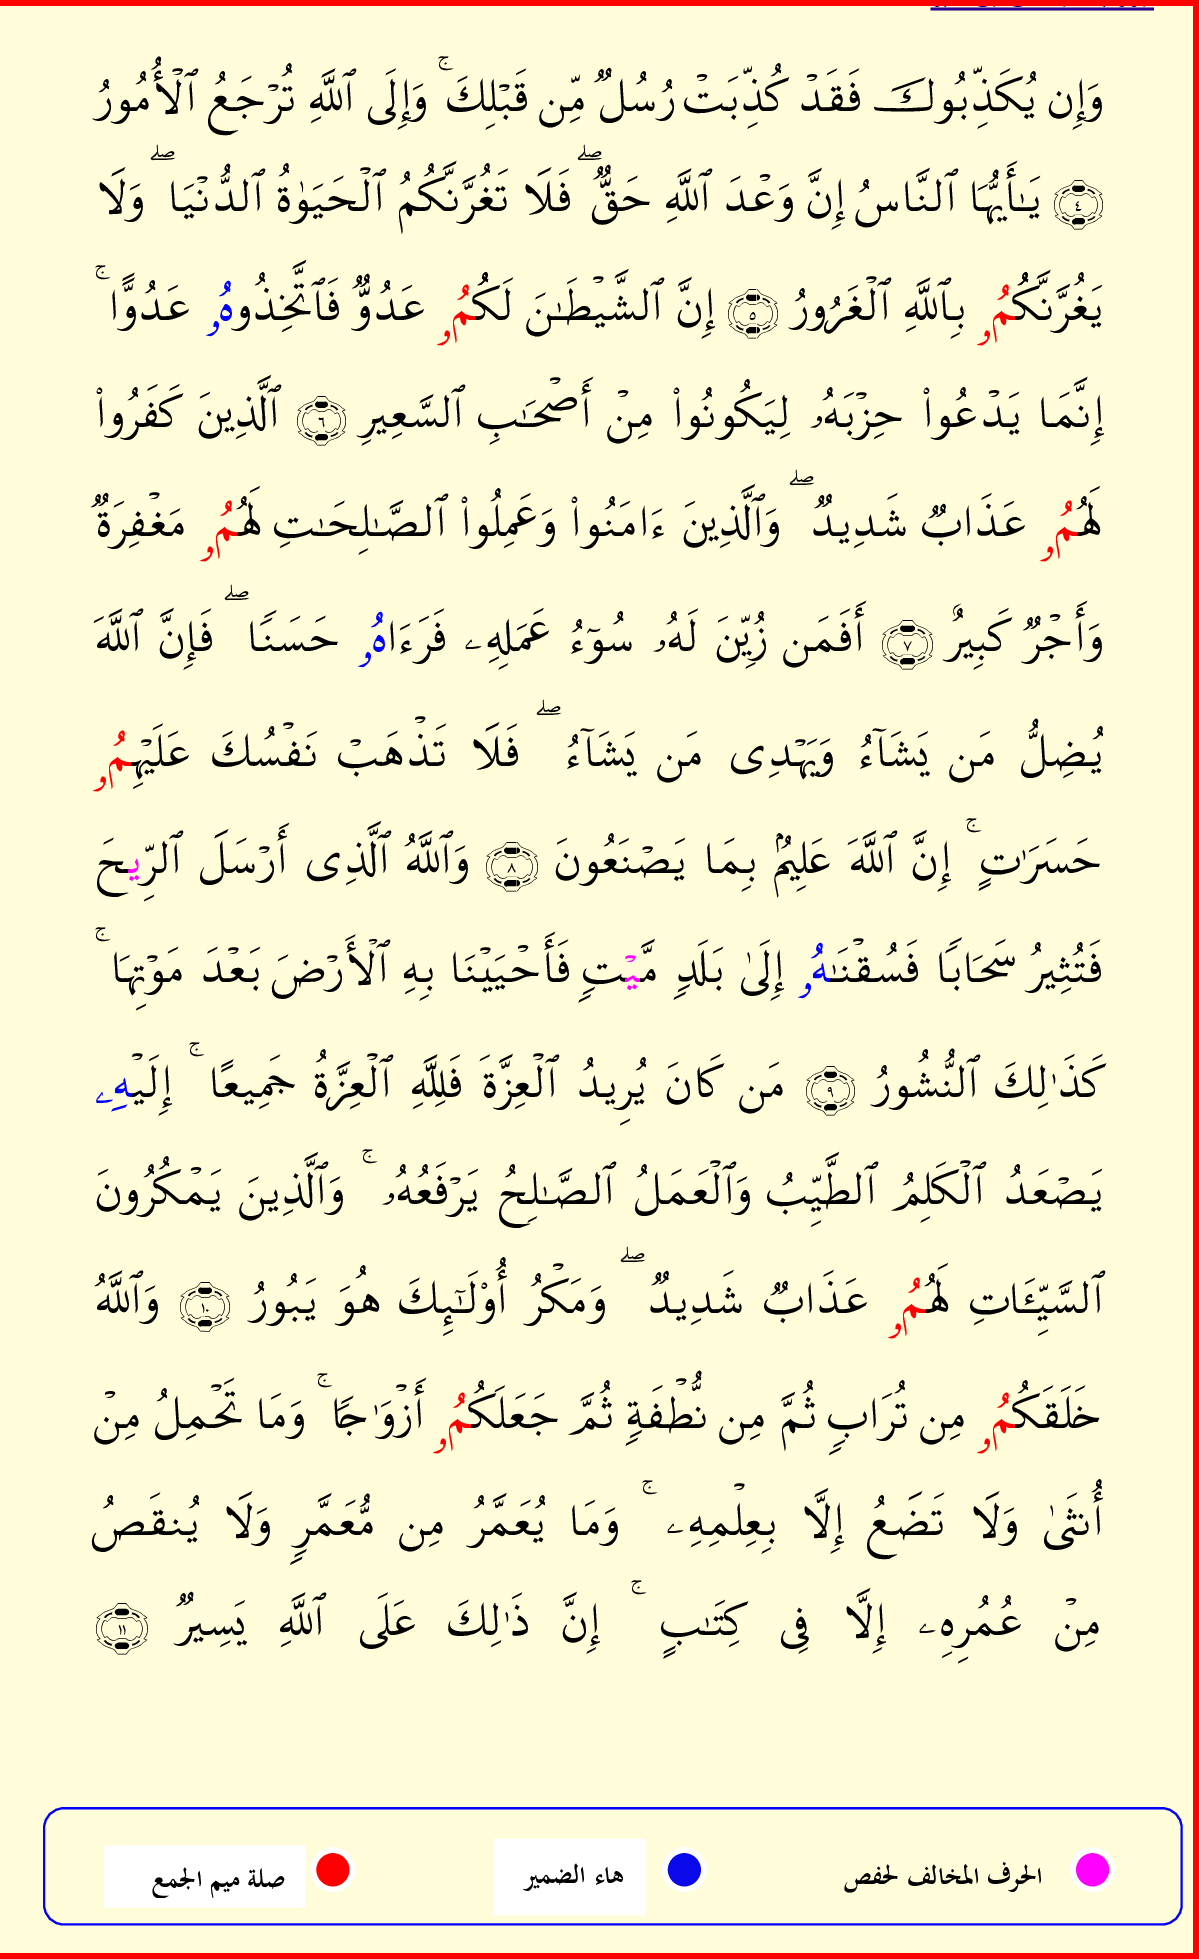 وَإِن يُكَذِّبُوكَ فَقَدْ كُذِّبَتْ رُسُلٌ مِّن قَبْلِكَ ۚ وَإِلَى ٱللَّهِ تُرْجَعُ ٱلْأُمُورُ
٤ يَـٰٓأَيُّهَا ٱلنَّاسُ إِنَّ وَعْدَ ٱللَّهِ حَقٌّ ۖ فَلَا تَغُرَّنَّكُمُ ٱلْحَيَوٰةُ ٱلدُّنْيَا ۖ وَلَا
يَغُرَّنَّكُمُۥ بِٱللَّهِ ٱلْغَرُورُ ٥ إِنَّ ٱلشَّيْطَـٰنَ لَكُمُۥ عَدُوٌّ فَٱتَّخِذُوهُۥ عَدُوًّا ۚ
إِنَّمَا يَدْعُوا۟ حِزْبَهُۥ لِيَكُونُوا۟ مِنْ أَصْحَـٰبِ ٱلسَّعِيرِ ٦ ٱلَّذِينَ كَفَرُوا۟
لَهُمُۥ عَذَابٌ شَدِيدٌ ۖ وَٱلَّذِينَ ءَامَنُوا۟ وَعَمِلُوا۟ ٱلصَّـٰلِحَـٰتِ لَهُمُۥ مَغْفِرَةٌ
وَأَجْرٌ كَبِيرٌ ٧ أَفَمَن زُيِّنَ لَهُۥ سُوٓءُ عَمَلِهِۦ فَرَءَاهُۥ حَسَنًا ۖ فَإِنَّ ٱللَّهَ
يُضِلُّ مَن يَشَآءُ وَيَهْدِى مَن يَشَآءُ ۖ فَلَا تَذْهَبْ نَفْسُكَ عَلَيْهِمُۥ
حَسَرَٰتٍ ۚ إِنَّ ٱللَّهَ عَلِيمٌۢ بِمَا يَصْنَعُونَ ٨ وَٱللَّهُ ٱلَّذِى أَرْسَلَ ٱلرِّيحَ
فَتُثِيرُ سَحَابًا فَسُقْنَـٰهُۥ إِلَىٰ بَلَدٍ مَّيْتٍ فَأَحْيَيْنَا بِهِ ٱلْأَرْضَ بَعْدَ مَوْتِهَا ۚ
كَذَٰلِكَ ٱلنُّشُورُ ٩ مَن كَانَ يُرِيدُ ٱلْعِزَّةَ فَلِلَّهِ ٱلْعِزَّةُ جَمِيعًا ۚ إِلَيْهِۦ
يَصْعَدُ ٱلْكَلِمُ ٱلطَّيِّبُ وَٱلْعَمَلُ ٱلصَّـٰلِحُ يَرْفَعُهُۥ ۚ وَٱلَّذِينَ يَمْكُرُونَ
ٱلسَّيِّـَٔاتِ لَهُمُۥ عَذَابٌ شَدِيدٌ ۖ وَمَكْرُ أُو۟لَـٰٓئِكَ هُوَ يَبُورُ ١٠ وَٱللَّهُ
خَلَقَكُمُۥ مِن تُرَابٍ ثُمَّ مِن نُّطْفَةٍ ثُمَّ جَعَلَكُمُۥ أَزْوَٰجًا ۚ وَمَا تَحْمِلُ مِنْ
أُنثَىٰ وَلَا تَضَعُ إِلَّا بِعِلْمِهِۦ ۚ وَمَا يُعَمَّرُ مِن مُّعَمَّرٍ وَلَا يُنقَصُ
مِنْ عُمُرِهِۦ إِلَّا فِى كِتَـٰبٍ ۚ إِنَّ ذَٰلِكَ عَلَى ٱللَّهِ يَسِيرٌ ١١
الحرف المخالف لحفص هاء الضمير صلة ميم الجمع